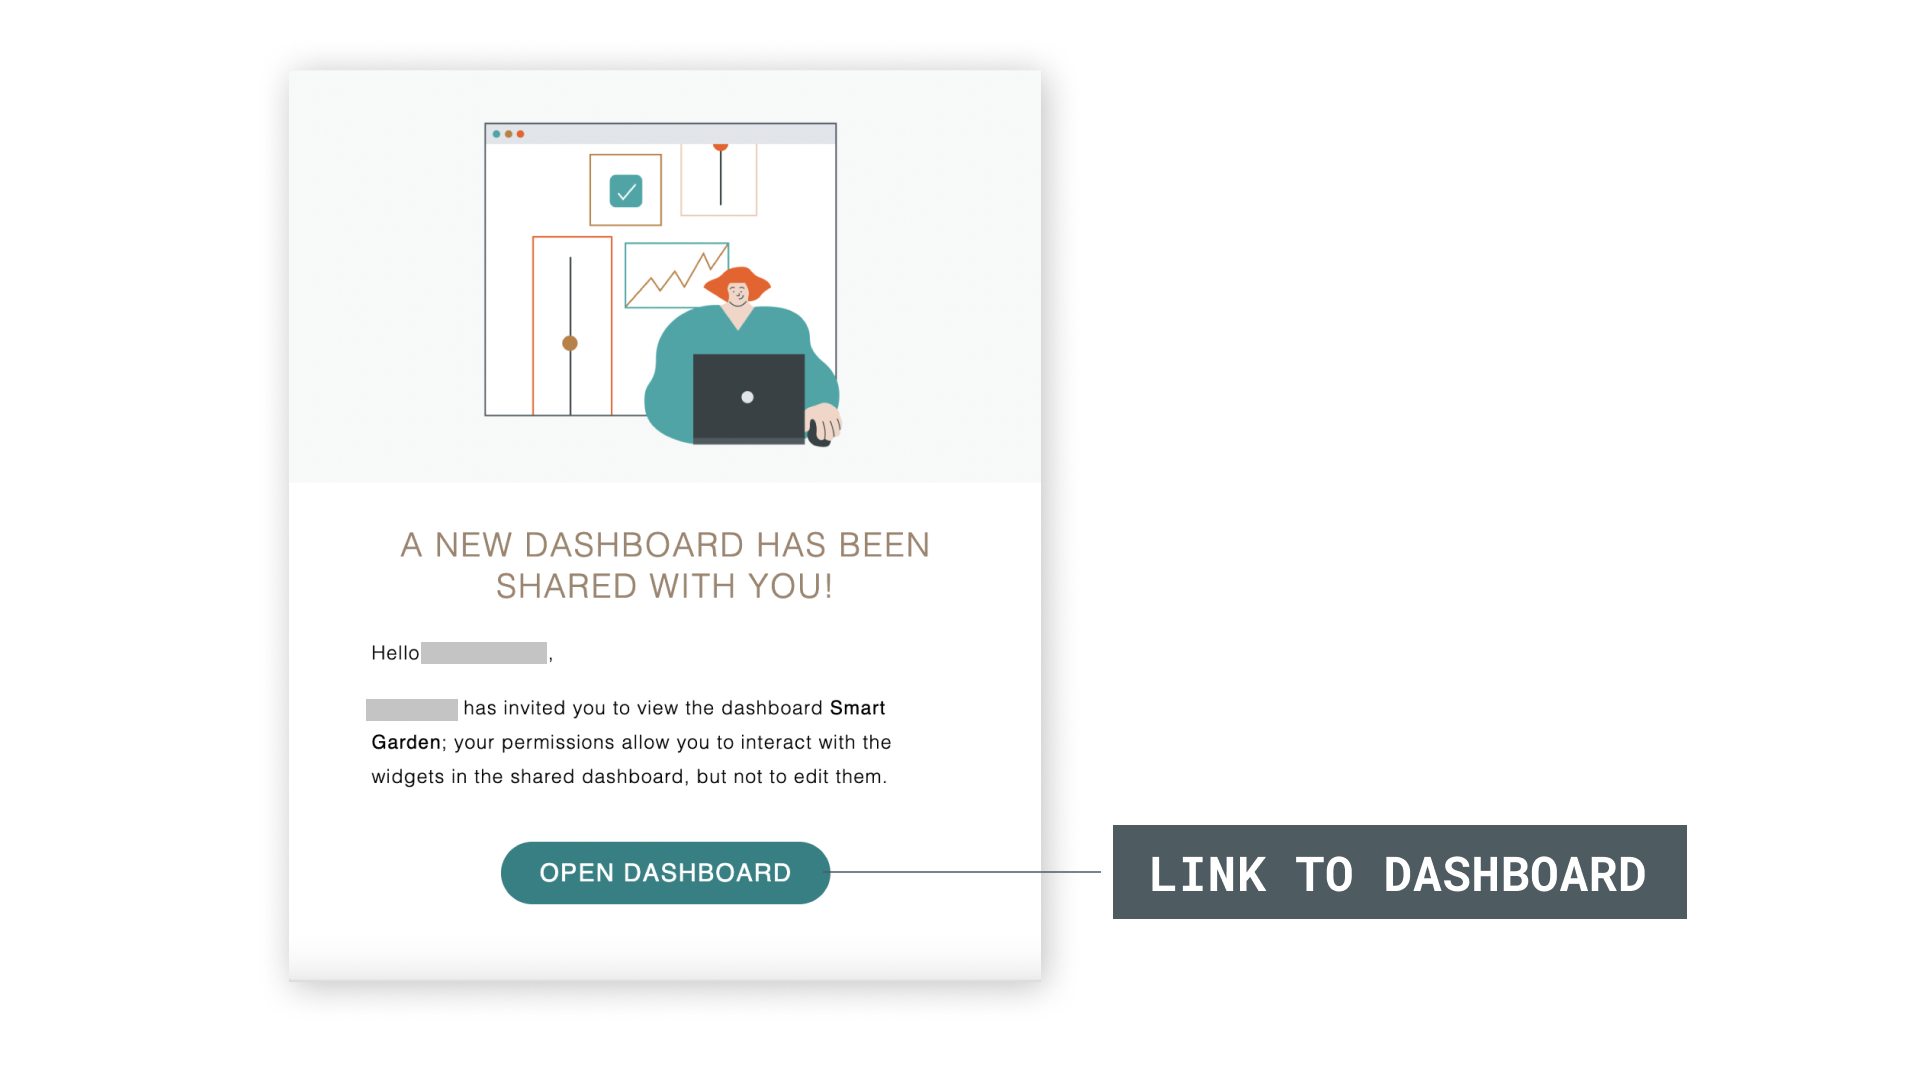 A NEW DASHBOARD HAS BEEN
SHARED WITH YOU!
Hello ,
has invited you to view the dashboard Smart
Garden; your permissions allow you to interact with the
widgets in the shared dashboard, but not to edit them.
OPEN DASHBOARD
LINK TO DASHBOARD